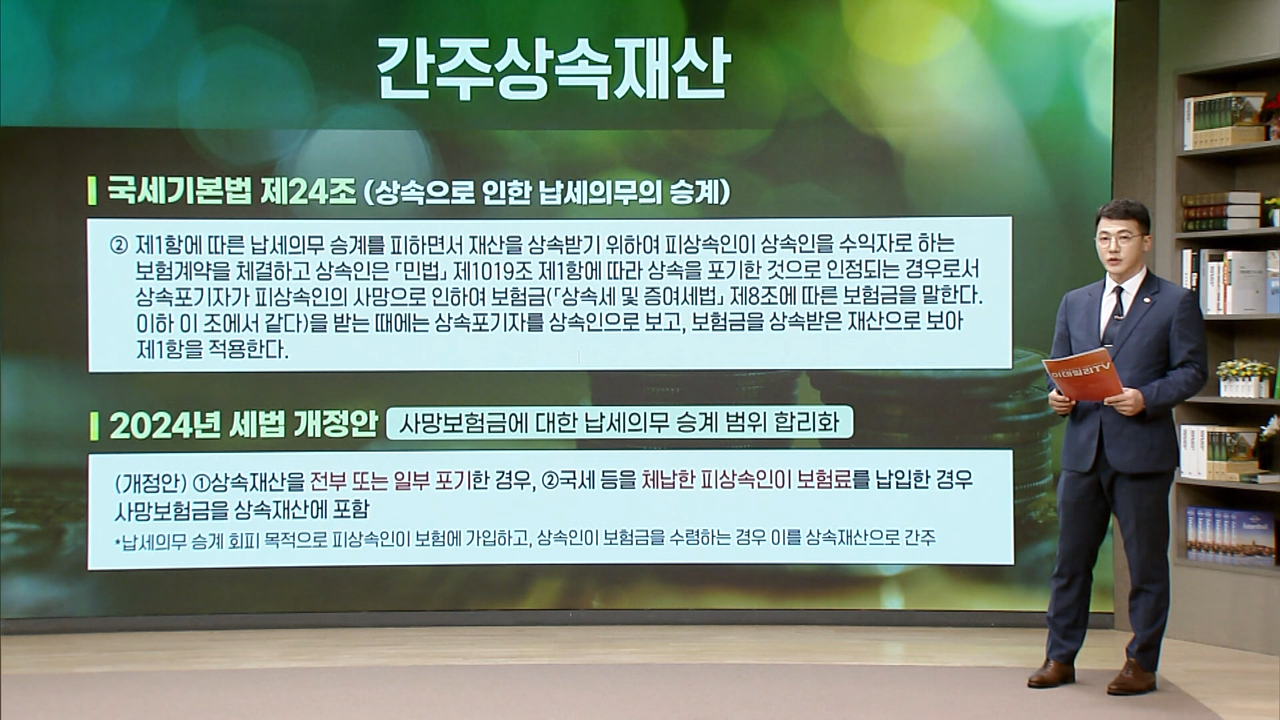 간주상속재산
국세기본법 제24조 (상속으로 인한 납세의무의 승계)
② 제1항에 따른 납세의무 승계를 피하면서 재산을 상속받기 위하여 피상속인이 상속인을 수익자로 하는
보험계약을 체결하고 상속인은 「민법」 제1019조 제1항에 따라 상속을 포기한 것으로 인정되는 경우로서
상속포기자가 피상속인의 사망으로 인하여 보험금(「상속세 및 증여세법」 제8조에 따른 보험금을 말한다.
이하 이 조에서 같다)을 받는 때에는 상속포기자를 상속인으로 보고, 보험금을 상속받은 재산으로 보아
제1항을 적용한다.
2024년 세법 개정안 사망보험금에 대한 납세의무 승계 범위 합리화
(개정안) ①상속재산을 전부 또는 일부 포기한 경우, ②국세 등을 체납한 피상속인이 보험료를 납입한 경우
사망보험금을 상속재산에 포함
*납세의무 승계 회피 목적으로 피상속인이 보험에 가입하고, 상속인이 보험금을 수령하는 경우 이를 상속재산으로 간주
이데일리TV